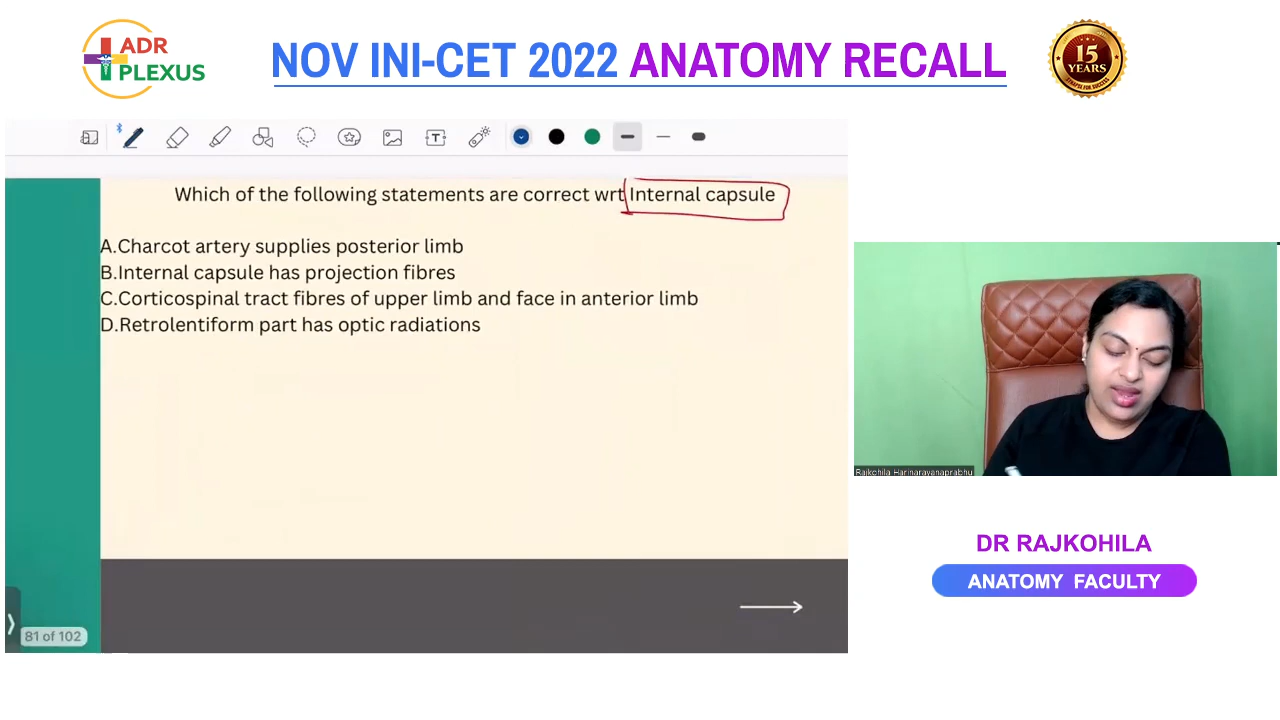 ADR
PLEXUS
NOV INI-CET 2022 ANATOMY RECALL
15
YEARS
T
Which of the following statements are correct wrt Internal capsule
A.Charcot artery supplies posterior limb
B.Internal capsule has projection fibres
C.Corticospinal tract fibres of upper limb and face in anterior limb
D.Retrolentiform part has optic radiations
81 of 102
Rajkohila Harinarayanaprabhu
DR RAJKOHILA
ANATOMY FACULTY